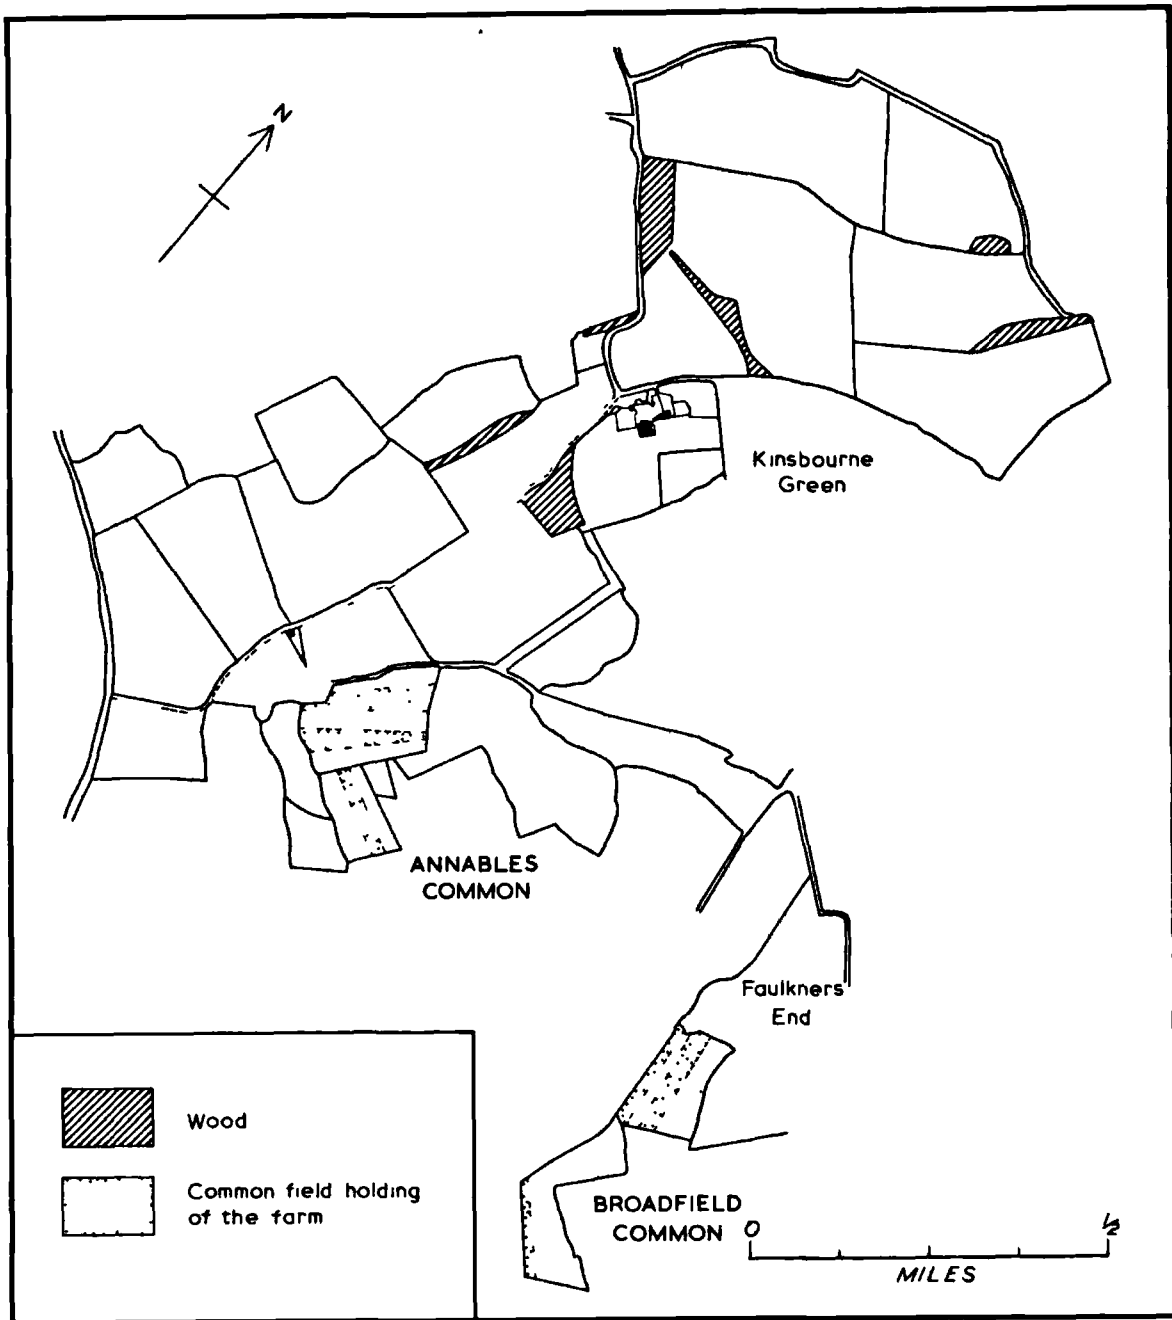 N
Kinsbourne
Green
ANNABLES
COMMON
Faulkners
End
Wood
Common field holding
of the farm
BROADFIELD
COMMON
0 ½
MILES